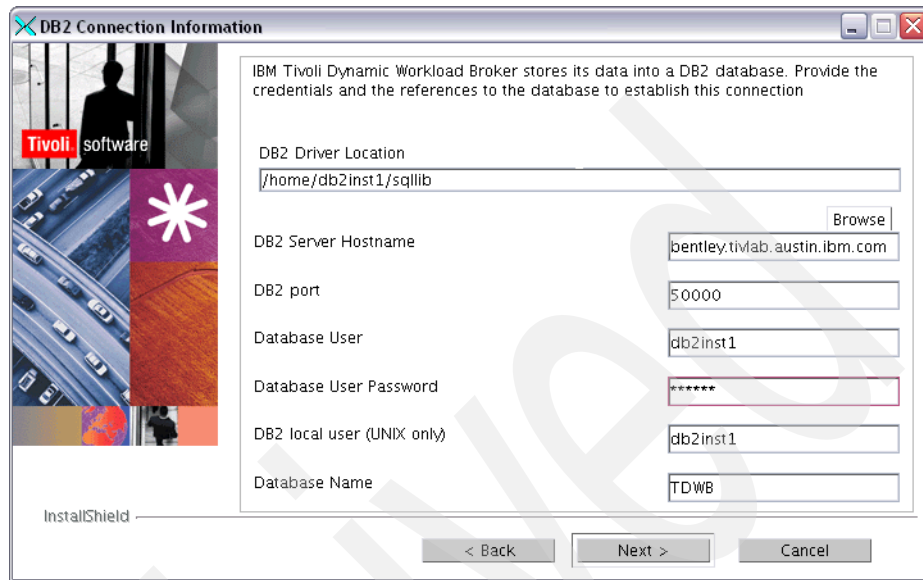 DB2 Connection Information
Tivoli. software
IBM Tivoli Dynamic Workload Broker stores its data into a DB2 database. Provide the
credentials and the references to the database to establish this connection
DB2 Driver Location
/home/db2inst1/sqllib
Browse
DB2 Server Hostname
bentley.tivlab.austin.ibm.com
DB2 port
50000
Database User
db2inst1
Database User Password
******
DB2 local user (UNIX only)
db2inst1
Database Name
TDWB
InstallShield
< Back
Next >
Cancel